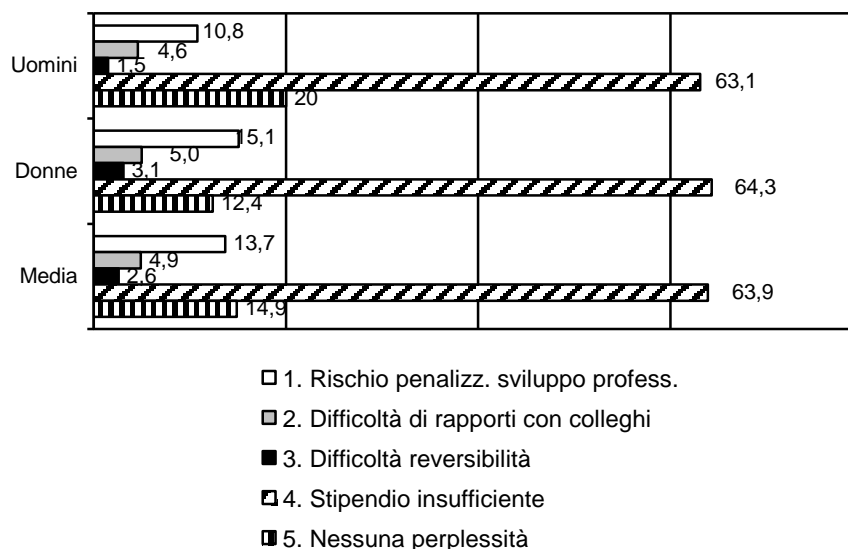 10,8
4,6
Uomini
1,5
63,1
20
15,1
5,0
Donne
3,1
64,3
12,4
13,7
4,9
Media
2,6
63,9
14,9
1. Rischio penalizz. sviluppo profess.
2. Difficoltà di rapporti con colleghi
3. Difficoltà reversibilità
4. Stipendio insufficiente
5. Nessuna perplessità